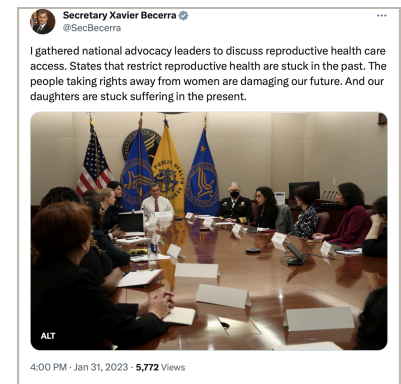 Secretary Xavier Becerra
@SecBecerra
I gathered national advocacy leaders to discuss reproductive health care
access. States that restrict reproductive health are stuck in the past. The
people taking rights away from women are damaging our future. And our
daughters are stuck suffering in the present.
PUBLIC HEALTH
ALT
4:00 PM · Jan 31, 2023 · 5,772 Views